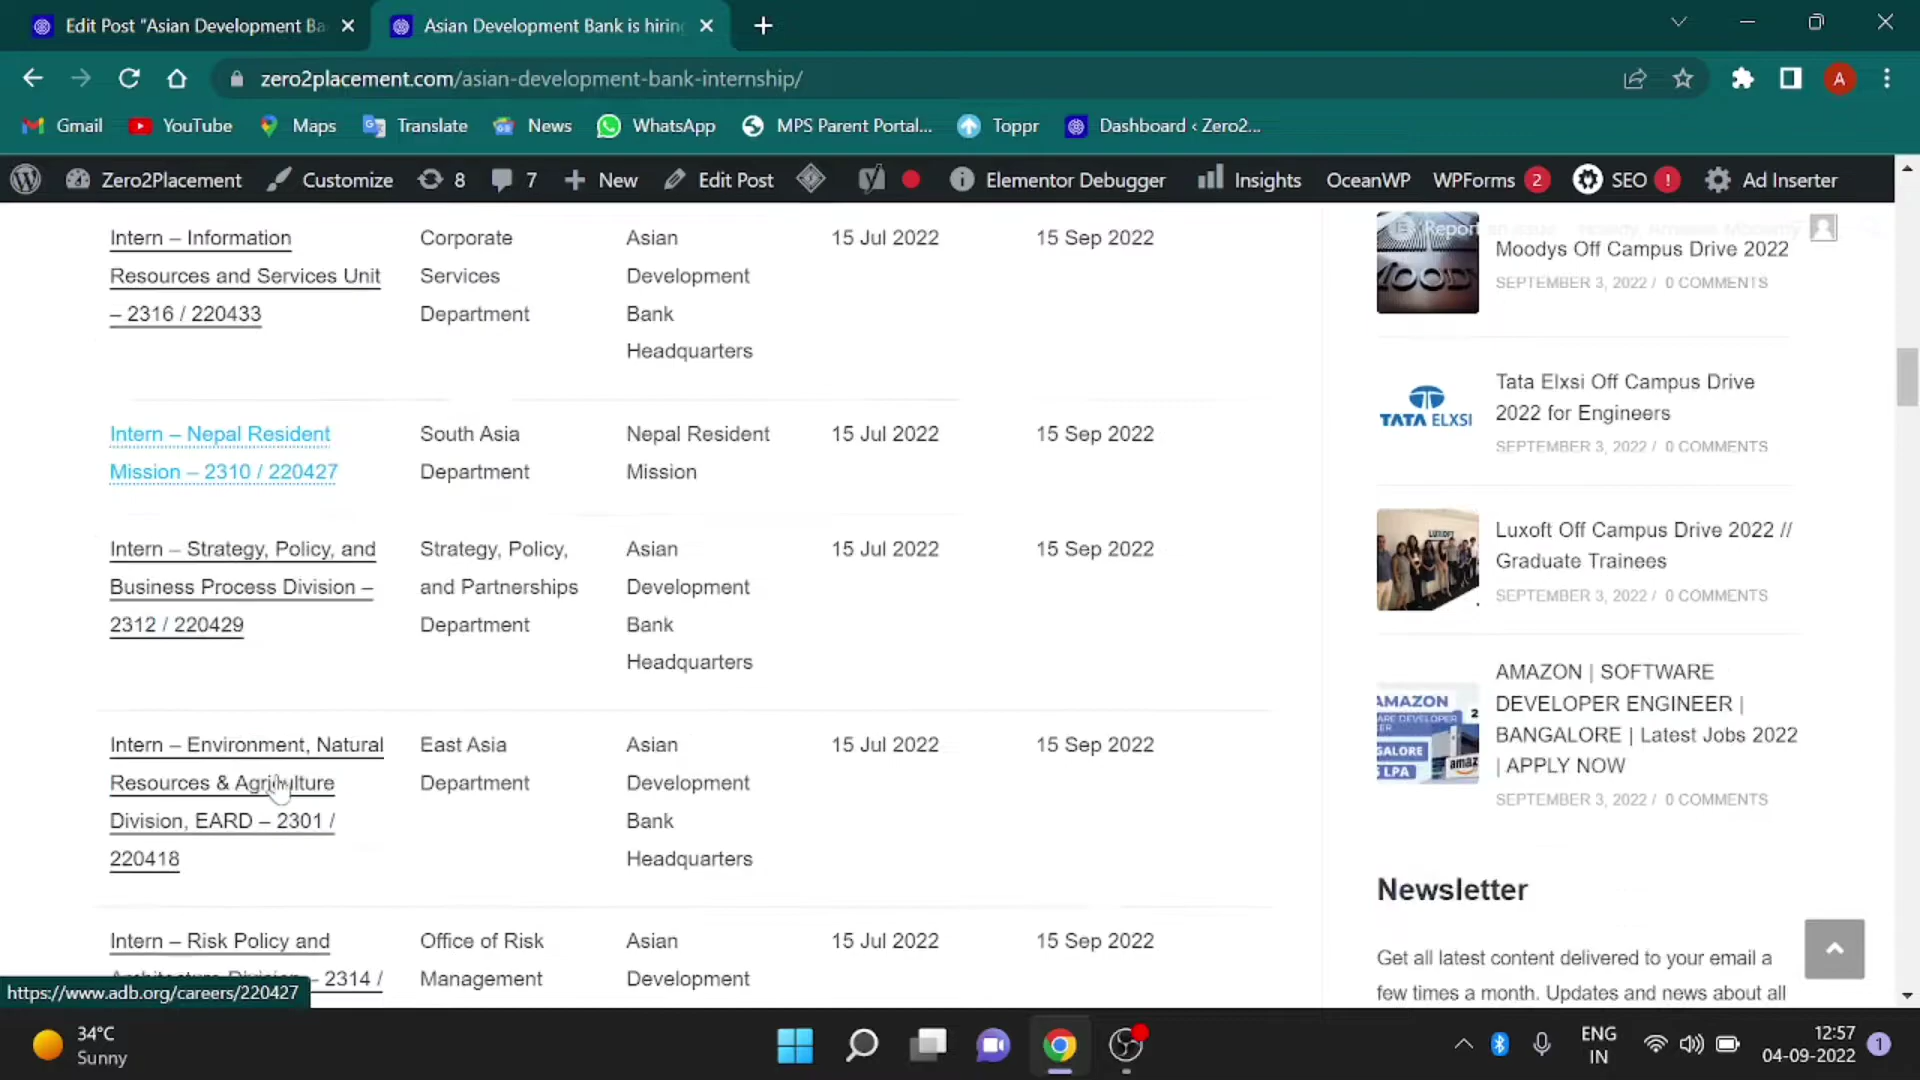 Edit Post "Asian Development Ba
Asian Development Bank is hirin
zero2placement.com/asian-development-bank-internship/
A
Gmail
YouTube
Maps
Translate
News
WhatsApp
MPS Parent Portal...
Toppr
Dashboard ‹ Zero2...
Zero2Placement
Customize
8
7
New
Edit Post
Elementor Debugger
Insights
OceanWP
WPForms 2
SEO !
Ad Inserter
Intern – Information
Resources and Services Unit
– 2316 / 220433
Corporate
Services
Department
Asian
Development
Bank
Headquarters
15 Jul 2022
15 Sep 2022
Intern – Nepal Resident
Mission – 2310 / 220427
South Asia
Department
Nepal Resident
Mission
15 Jul 2022
15 Sep 2022
Intern – Strategy, Policy, and
Business Process Division –
2312 / 220429
Strategy, Policy,
and Partnerships
Department
Asian
Development
Bank
Headquarters
15 Jul 2022
15 Sep 2022
Intern – Environment, Natural
Resources & Agriculture
Division, EARD – 2301 /
220418
East Asia
Department
Asian
Development
Bank
Headquarters
15 Jul 2022
15 Sep 2022
Intern – Risk Policy and
Architecture Division – 2314 /
Office of Risk
Management
Asian
Development
15 Jul 2022
15 Sep 2022
https://www.adb.org/careers/220427
Report an issue
Moodys Off Campus Drive 2022
SEPTEMBER 3, 2022 / 0 COMMENTS
TATA ELXSI
Tata Elxsi Off Campus Drive
2022 for Engineers
SEPTEMBER 3, 2022 / 0 COMMENTS
LUXOFT
Luxoft Off Campus Drive 2022 //
Graduate Trainees
SEPTEMBER 3, 2022 / 0 COMMENTS
AMAZON | SOFTWARE
DEVELOPER ENGINEER |
BANGALORE | Latest Jobs 2022
| APPLY NOW
SEPTEMBER 3, 2022 / 0 COMMENTS
Newsletter
Get all latest content delivered to your email a
few times a month. Updates and news about all
34°C
Sunny
ENG
IN
12:57
04-09-2022
1